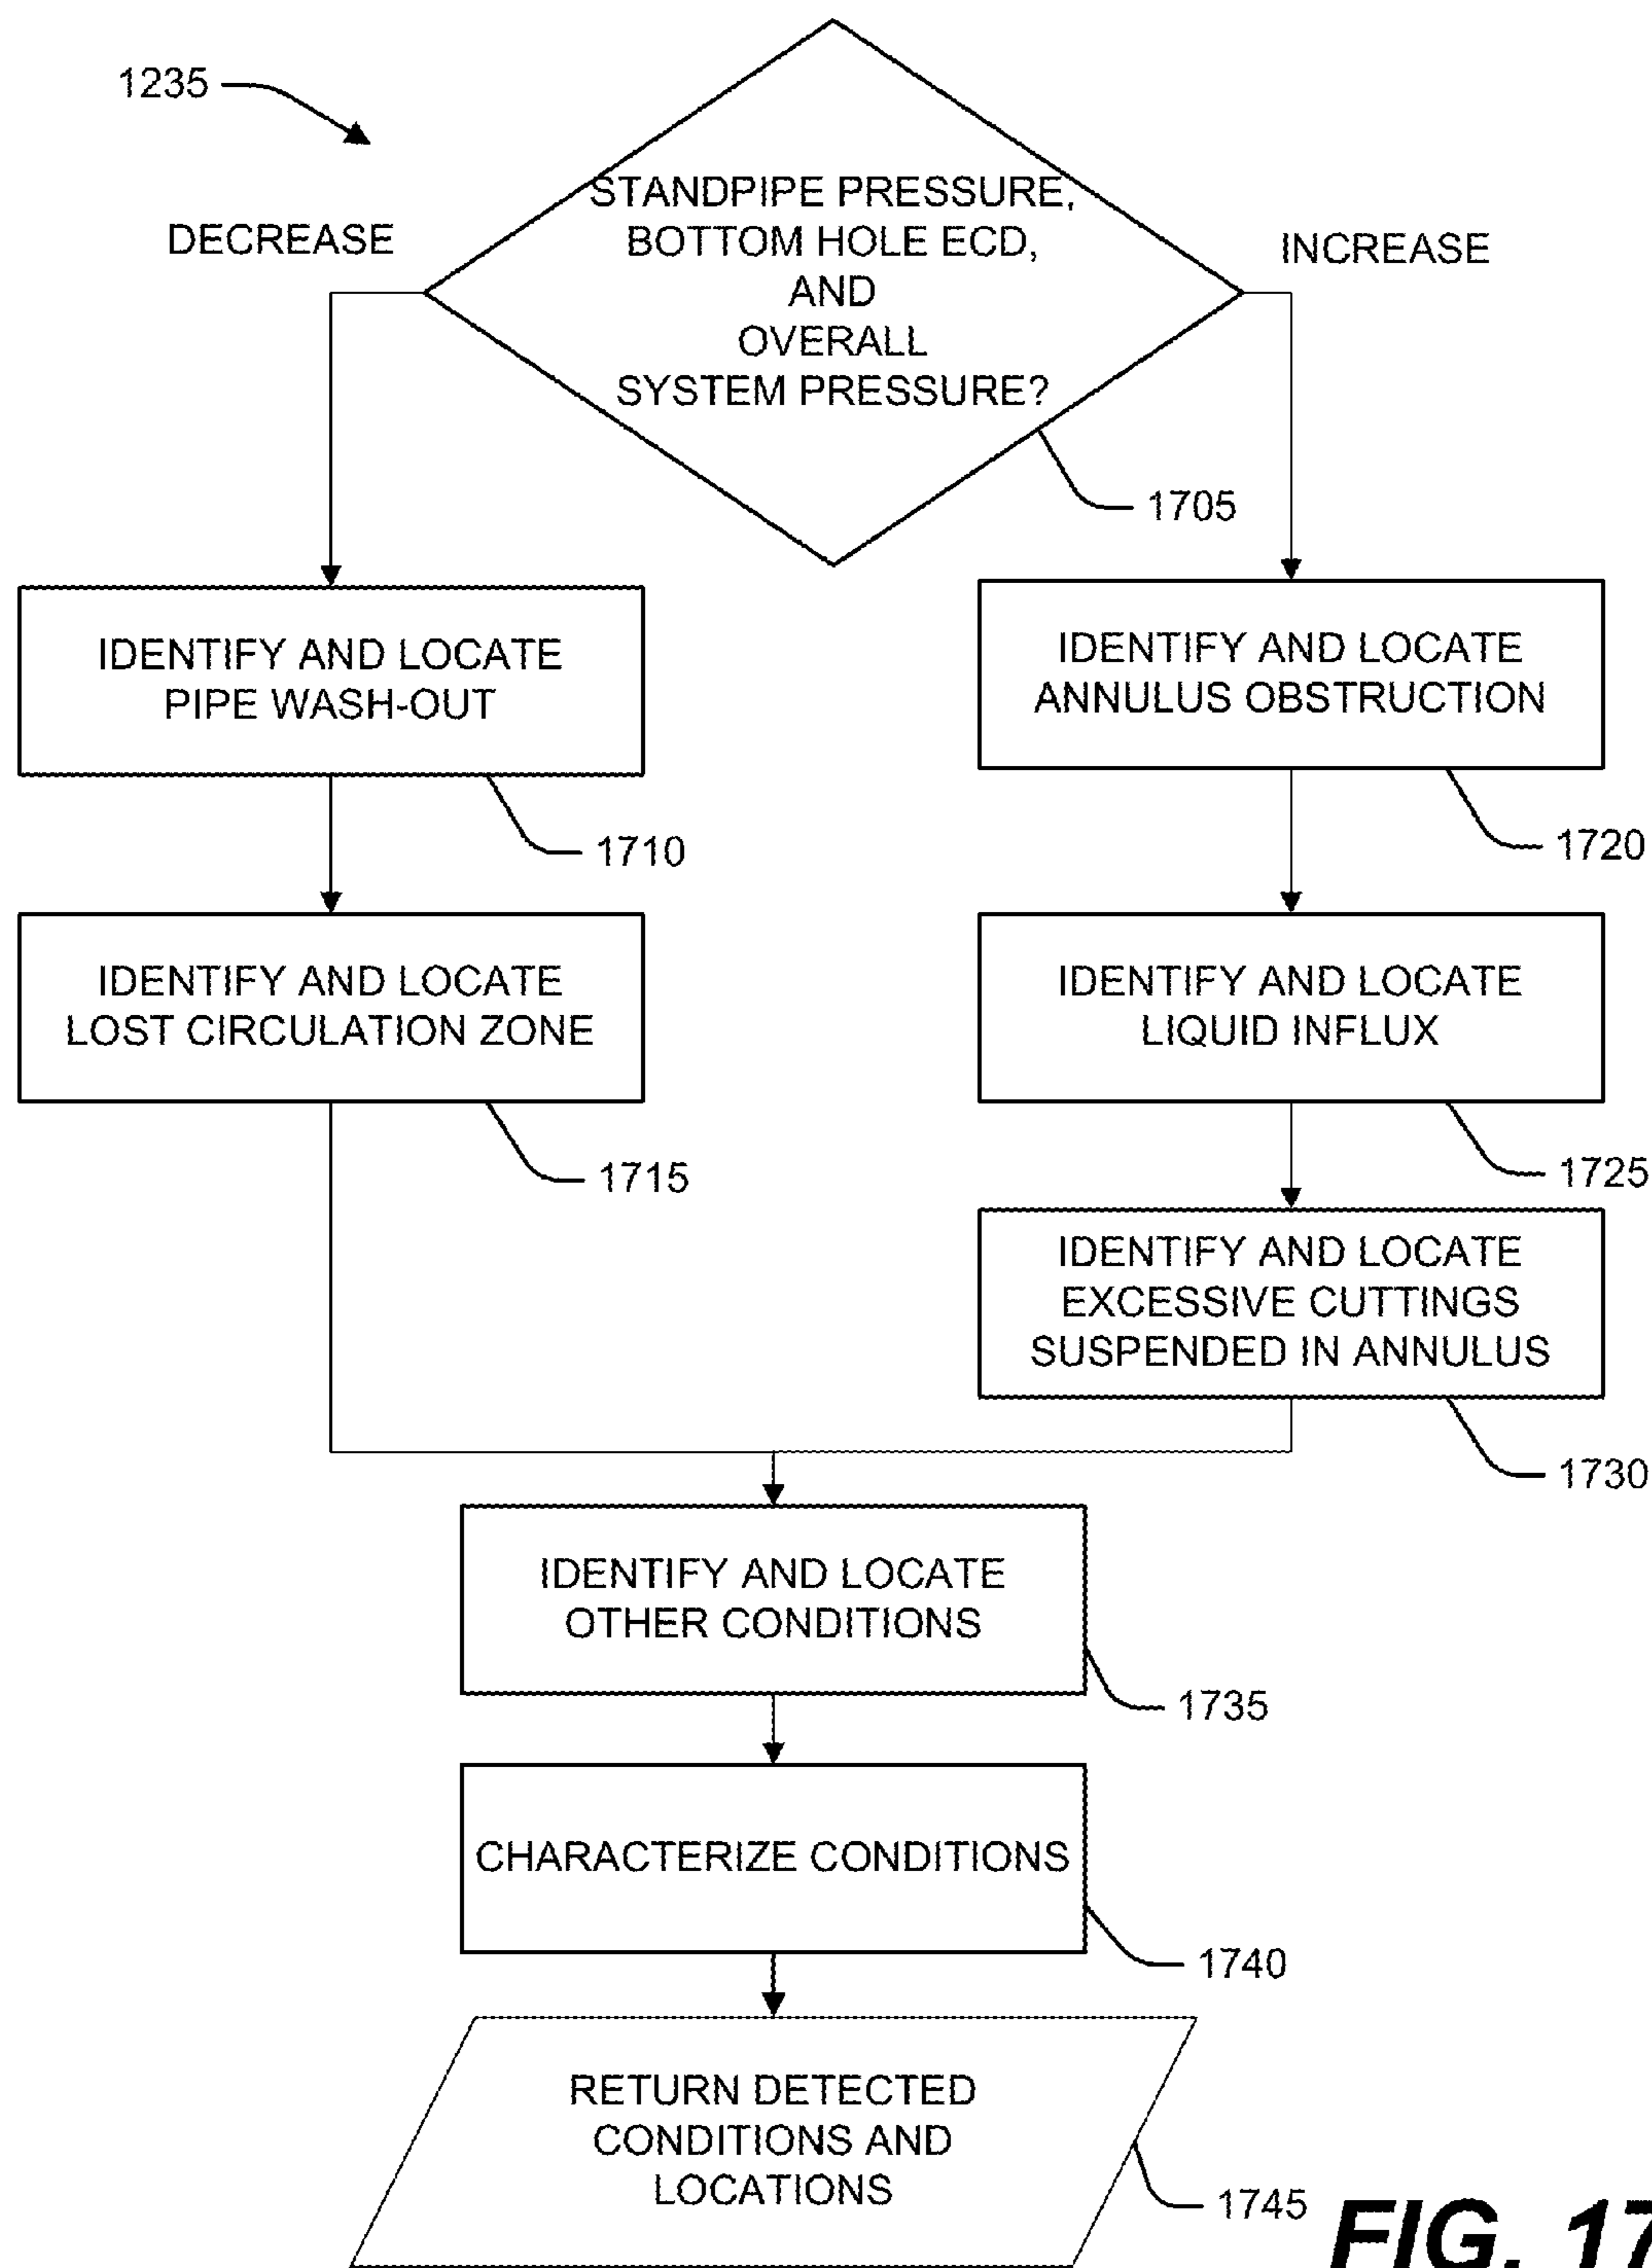 1235
STANDPIPE PRESSURE,
BOTTOM HOLE ECD,
AND
OVERALL
SYSTEM PRESSURE?
DECREASE
INCREASE
1705
IDENTIFY AND LOCATE
PIPE WASH-OUT
1710
IDENTIFY AND LOCATE
ANNULUS OBSTRUCTION
1720
IDENTIFY AND LOCATE
LOST CIRCULATION ZONE
1715
IDENTIFY AND LOCATE
LIQUID INFLUX
1725
IDENTIFY AND LOCATE
EXCESSIVE CUTTINGS
SUSPENDED IN ANNULUS
1730
IDENTIFY AND LOCATE
OTHER CONDITIONS
1735
CHARACTERIZE CONDITIONS
1740
RETURN DETECTED
CONDITIONS AND
LOCATIONS
1745
FIG. 17